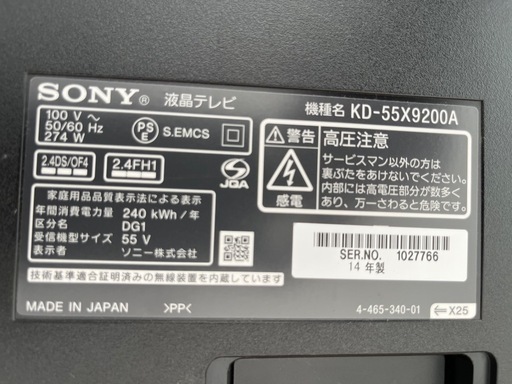 SONY® 液晶テレビ
機種名 KD-55X9200A
100 V～
50/60 Hz
274 W
PS
E
S.EMCS
2.4DS/OF4
2.4FH1
JQA
警告 高圧注意
サービスマン以外の方は
裏ぶたをあけないでください。
内部には高電圧部分が数多く
あり、万一さわると危険です。
感電
家庭用品品質表示法による表示
年間消費電力量 240 kWh/年
区分名 DG1
受信機型サイズ 55 V
表示者 ソニー株式会社
技術基準適合証明済みの無線装置を内蔵しています
SER.NO. 1027766
14 年製
MADE IN JAPAN >PP<
4-465-340-01
X25